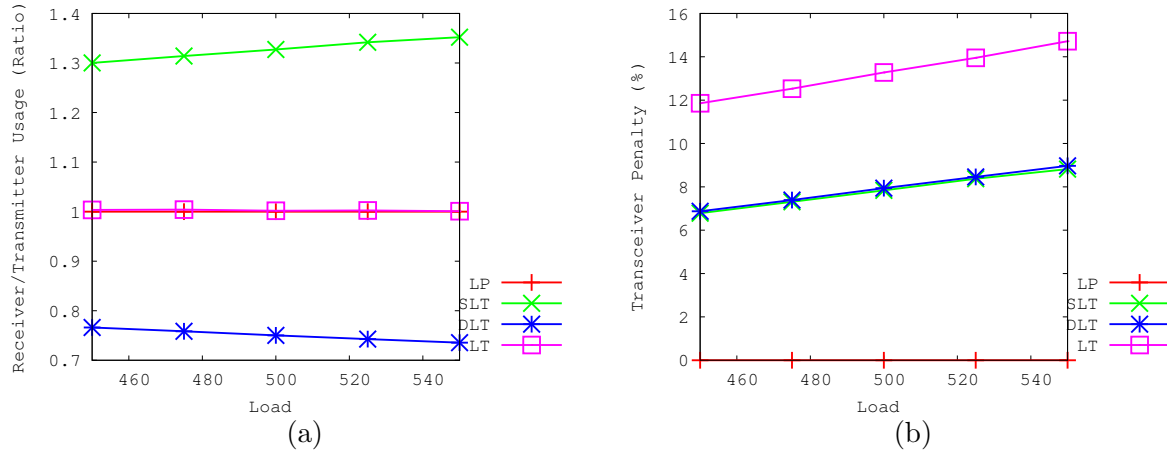 Receiver/Transmitter Usage (Ratio)
1.4
1.3
1.2
1.1
1
0.9
0.8
0.7
460 480 500 520 540
Load
LP
SLT
DLT
LT
(a)
Transceiver Penalty (%)
16
14
12
10
8
6
4
2
0
460 480 500 520 540
Load
LP
SLT
DLT
LT
(b)